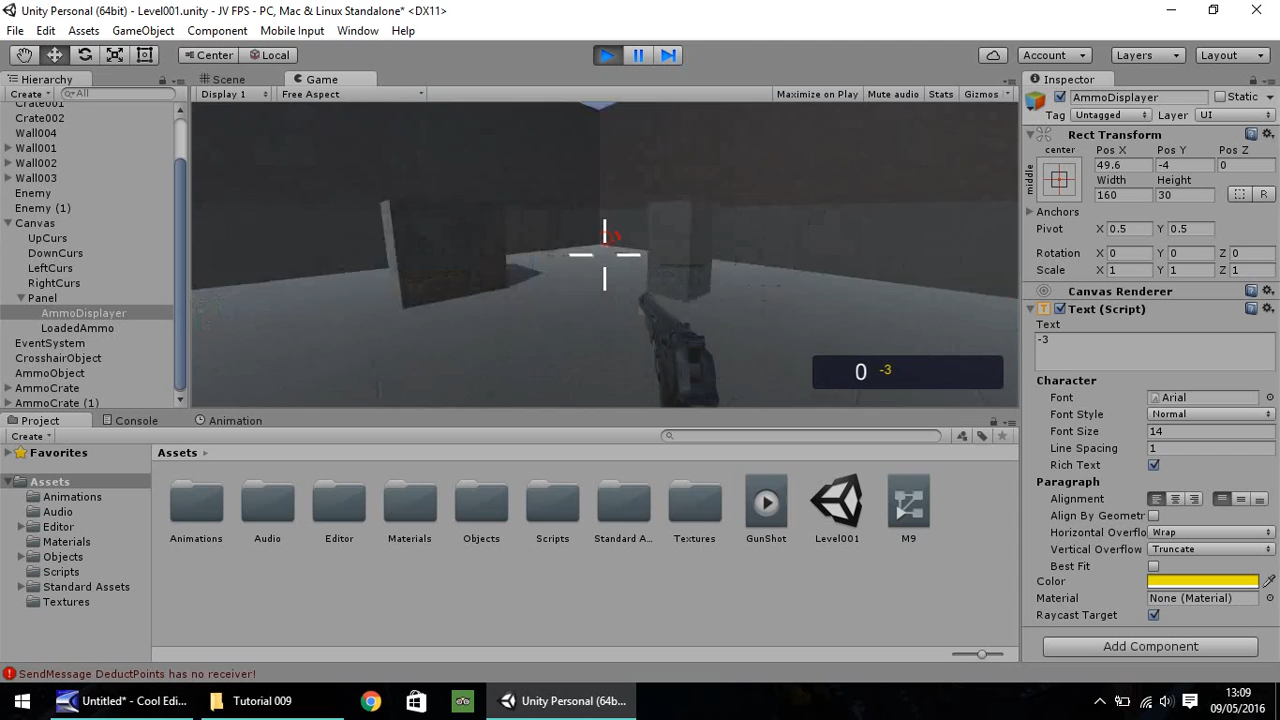 Unity Personal (64bit) - Level001.unity - JV FPS - PC, Mac & Linux Standalone* <DX11>
File Edit Assets GameObject Component Mobile Input Window Help
Center Local Account Layers Layout
Hierarchy
Create All
Crate001
Crate002
Wall004
Wall001
Wall002
Wall003
Enemy
Enemy (1)
Canvas
UpCurs
DownCurs
LeftCurs
RightCurs
Panel
AmmoDisplayer
LoadedAmmo
EventSystem
CrosshairObject
AmmoObject
AmmoCrate
AmmoCrate (1)
Scene Game
Display 1 Free Aspect Maximize on Play Mute audio Stats Gizmos
0 -3
Inspector
AmmoDisplayer Static
Tag Untagged Layer UI
Rect Transform
center
middle
Pos X Pos Y Pos Z
49.6 -4 0
Width Height
160 30 R
Anchors
Pivot X 0.5 Y 0.5
Rotation X 0 Y 0 Z 0
Scale X 1 Y 1 Z 1
Canvas Renderer
Text (Script)
Text
-3
Character
Font Arial
Font Style Normal
Font Size 14
Line Spacing 1
Rich Text
Paragraph
Alignment
Align By Geometr
Horizontal Overflo Wrap
Vertical Overflow Truncate
Best Fit
Color
Material None (Material)
Raycast Target
Add Component
Project Console Animation
Create
Favorites
Assets
Animations
Audio
Editor
Materials
Objects
Scripts
Standard Assets
Textures
Assets
Animations Audio Editor Materials Objects Scripts Standard A... Textures GunShot Level001 M9
SendMessage DeductPoints has no receiver!
Untitled* - Cool Edi... Tutorial 009 Unity Personal (64b...
13:09
09/05/2016